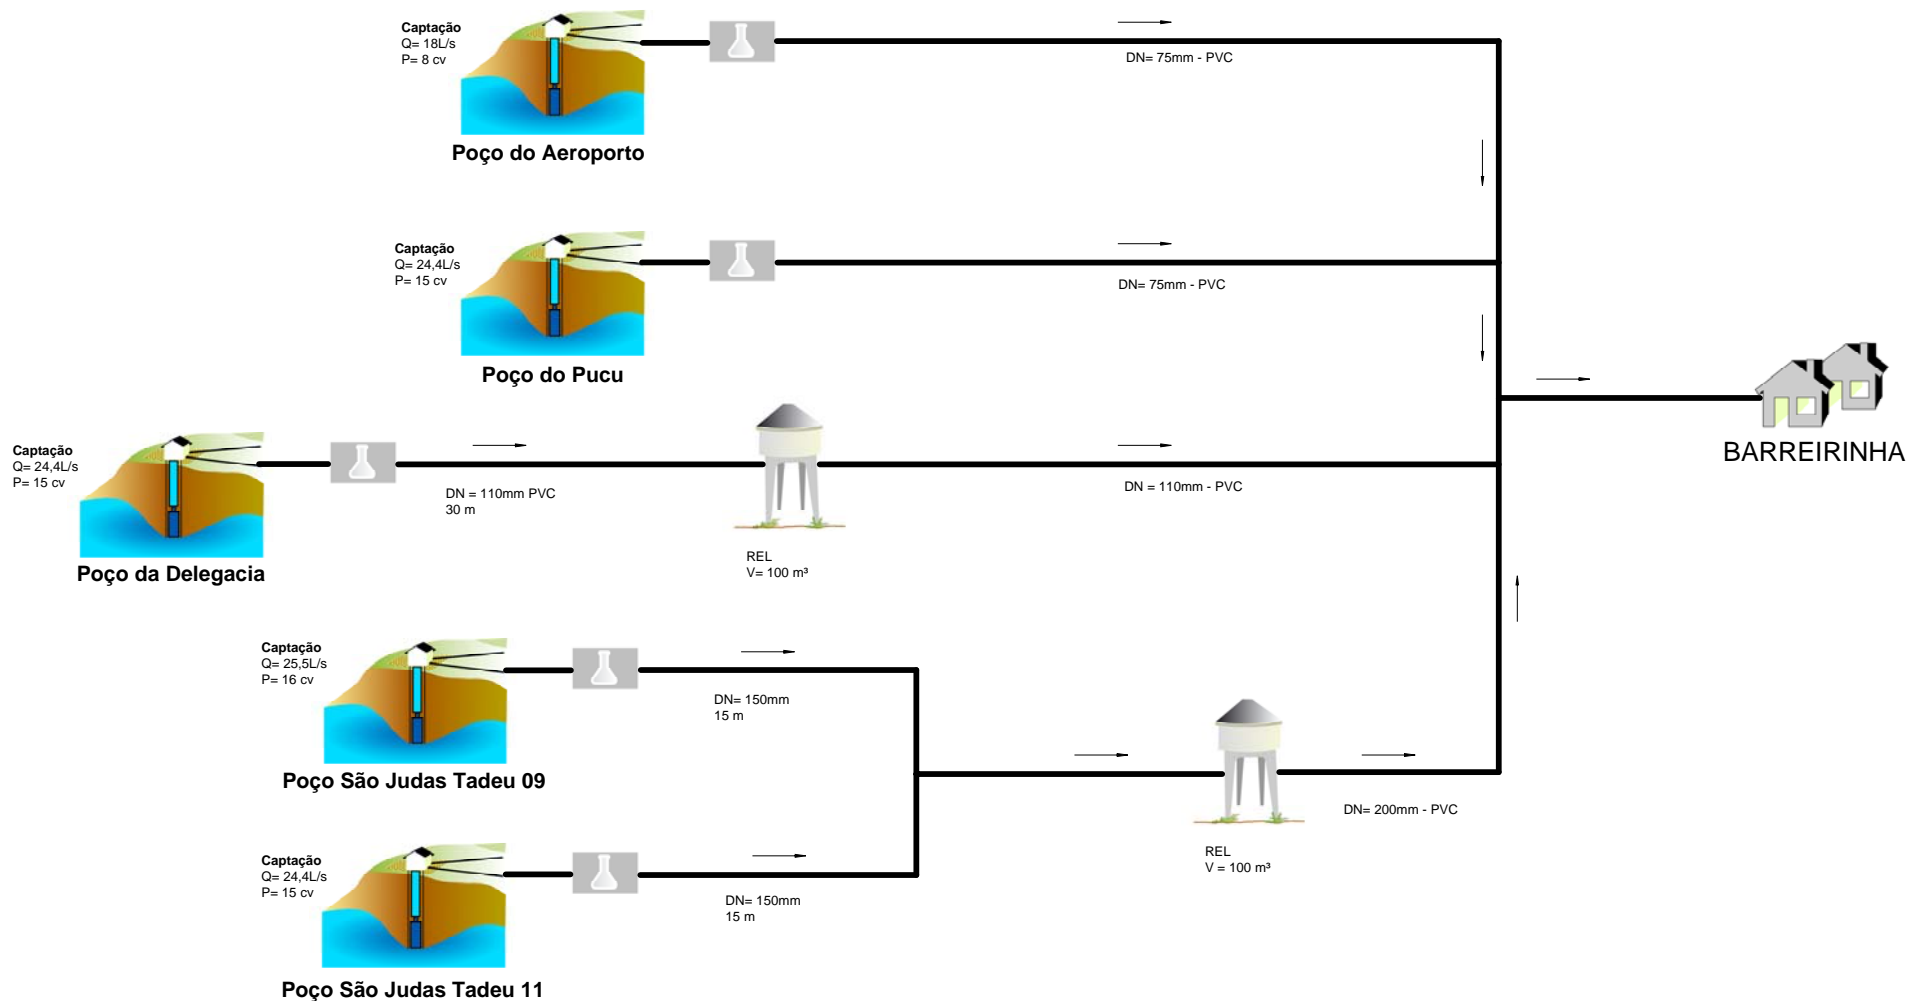 Captação
Q= 18L/s
P= 8 cv
DN= 75mm - PVC
Poço do Aeroporto
Captação
Q= 24,4L/s
P= 15 cv
DN= 75mm - PVC
Poço do Pucu
Captação
Q= 24,4L/s
P= 15 cv
DN = 110mm PVC
30 m
DN = 110mm - PVC
BARREIRINHA
Poço da Delegacia
REL
V= 100 m³
Captação
Q= 25,5L/s
P= 16 cv
DN= 150mm
15 m
Poço São Judas Tadeu 09
DN= 200mm - PVC
REL
V = 100 m³
Captação
Q= 24,4L/s
P= 15 cv
DN= 150mm
15 m
Poço São Judas Tadeu 11